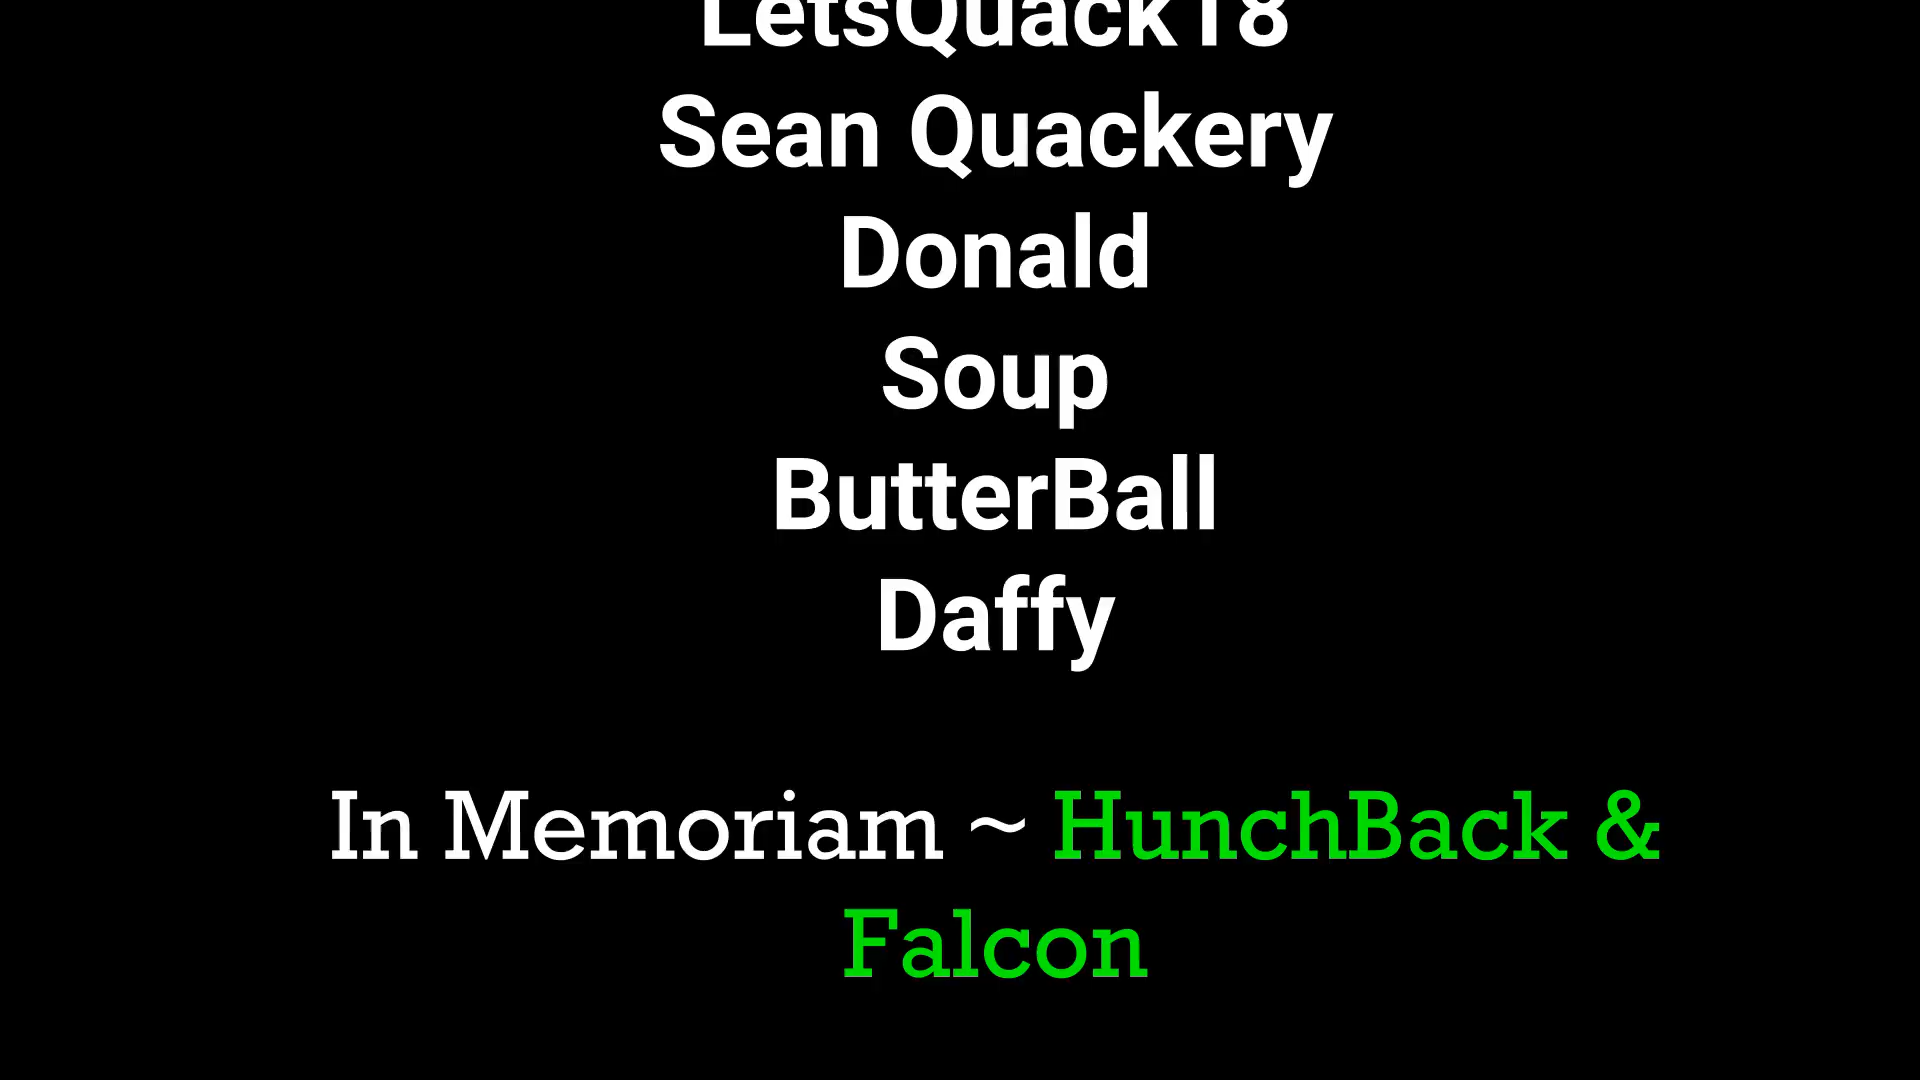 LetsQuack18
Sean Quackery
Donald
Soup
ButterBall
Daffy
In Memoriam ~ HunchBack &
Falcon